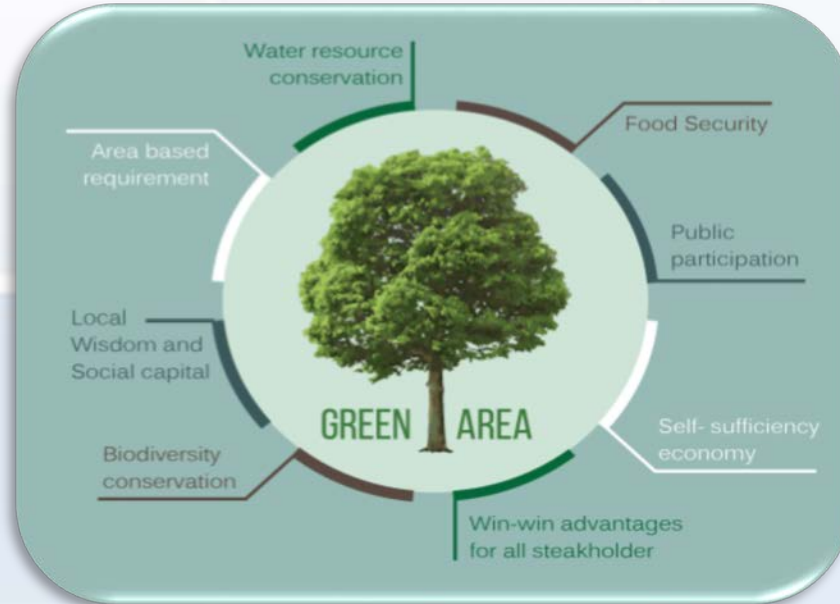 Water resource
conservation
Food Security
Area based
requirement
Public
participation
Local
Wisdom and
Social capital
GREEN AREA
Self- sufficiency
economy
Biodiversity
conservation
Win-win advantages
for all steakholder